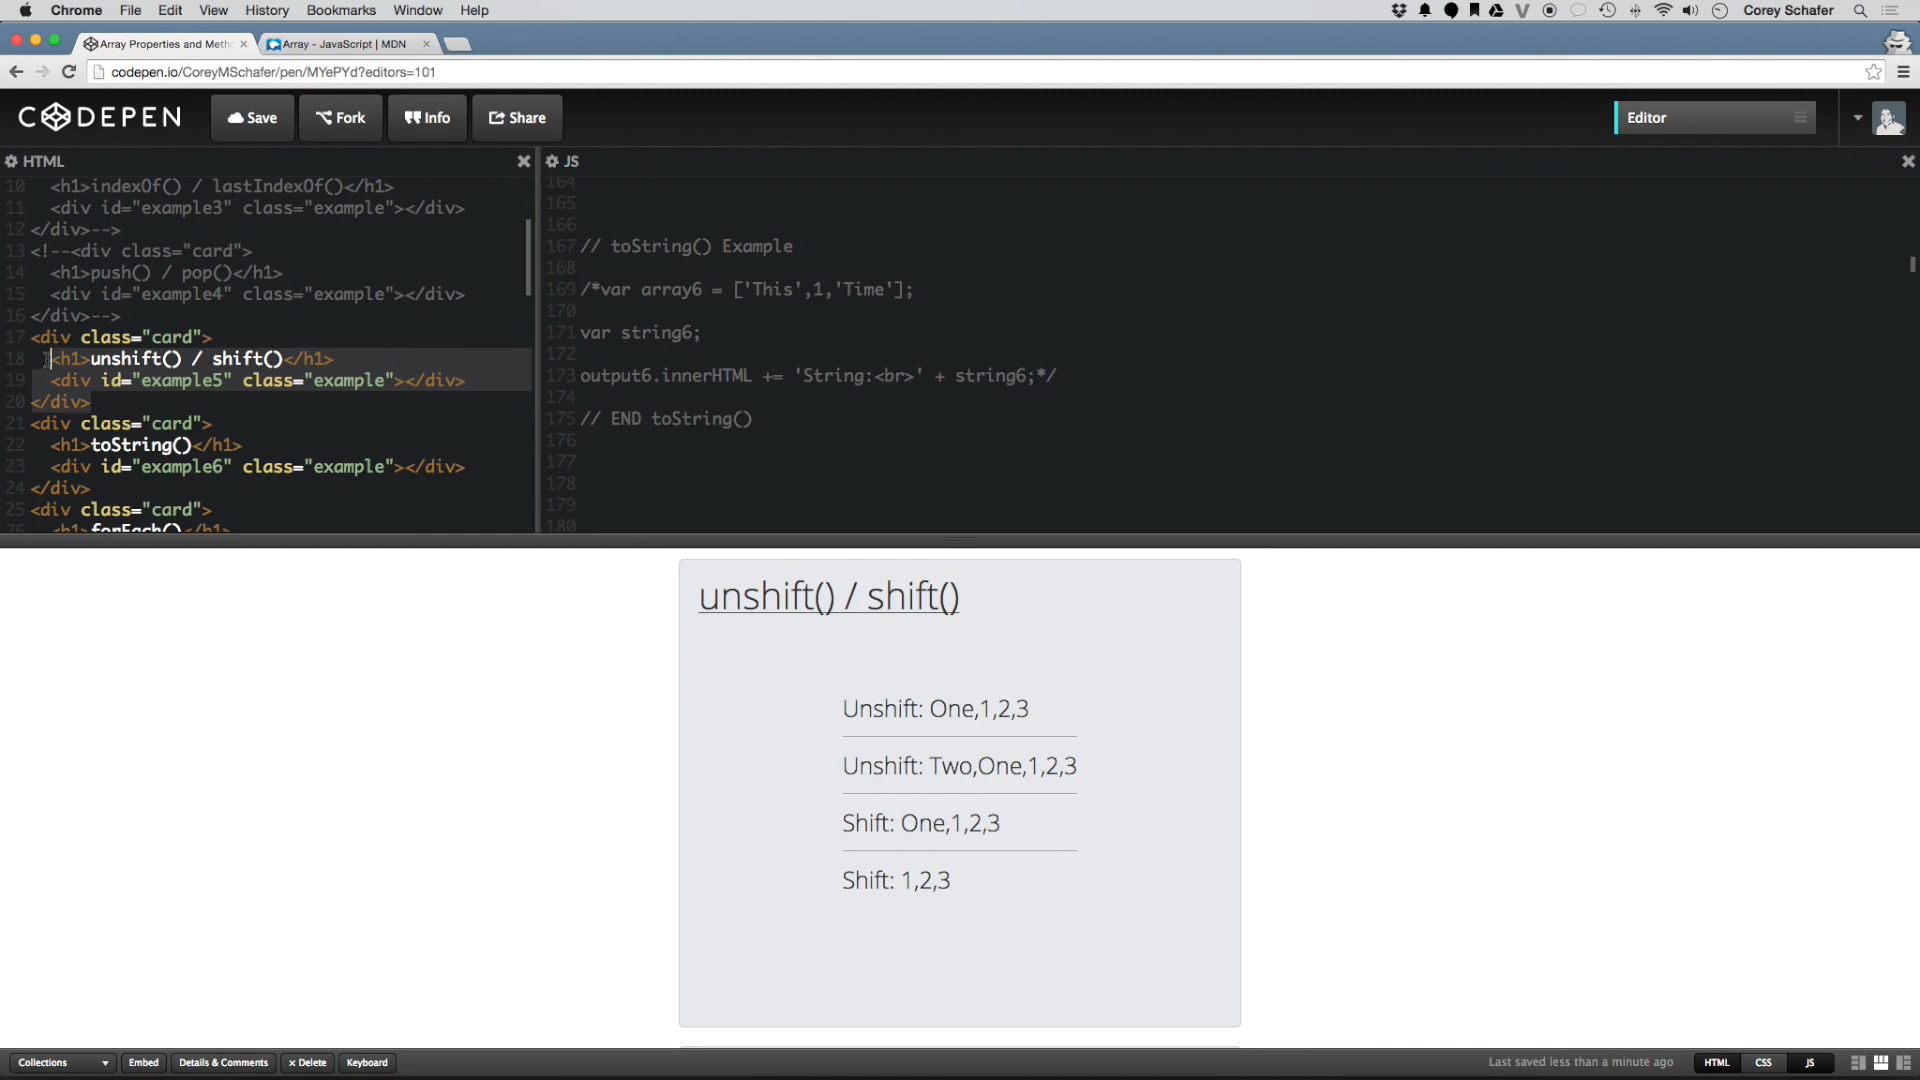 Chrome File Edit View History Bookmarks Window Help
Corey Schafer
Array Properties and Meth
Array - JavaScript | MDN
codepen.io/CoreyMSchafer/pen/MYePYd?editors=101
CODEPEN
Save
Fork
Info
Share
Editor
HTML
10 <h1>indexOf() / lastIndexOf()</h1>
11 <div id="example3" class="example"></div>
12 </div>-->
13 <!--<div class="card">
14 <h1>push() / pop()</h1>
15 <div id="example4" class="example"></div>
16 </div>-->
17 <div class="card">
18 <h1>unshift() / shift()</h1>
19 <div id="example5" class="example"></div>
20 </div>
21 <div class="card">
22 <h1>toString()</h1>
23 <div id="example6" class="example"></div>
24 </div>
25 <div class="card">
26 <h1>forEach()</h1>
JS
164
165
166
167 // toString() Example
168
169 /*var array6 = ['This',1,'Time'];
170
171 var string6;
172
173 output6.innerHTML += 'String:<br>' + string6;*/
174
175 // END toString()
176
177
178
179
180
unshift() / shift()
Unshift: One,1,2,3
Unshift: Two,One,1,2,3
Shift: One,1,2,3
Shift: 1,2,3
Collections
Embed
Details & Comments
× Delete
Keyboard
Last saved less than a minute ago
HTML
CSS
JS